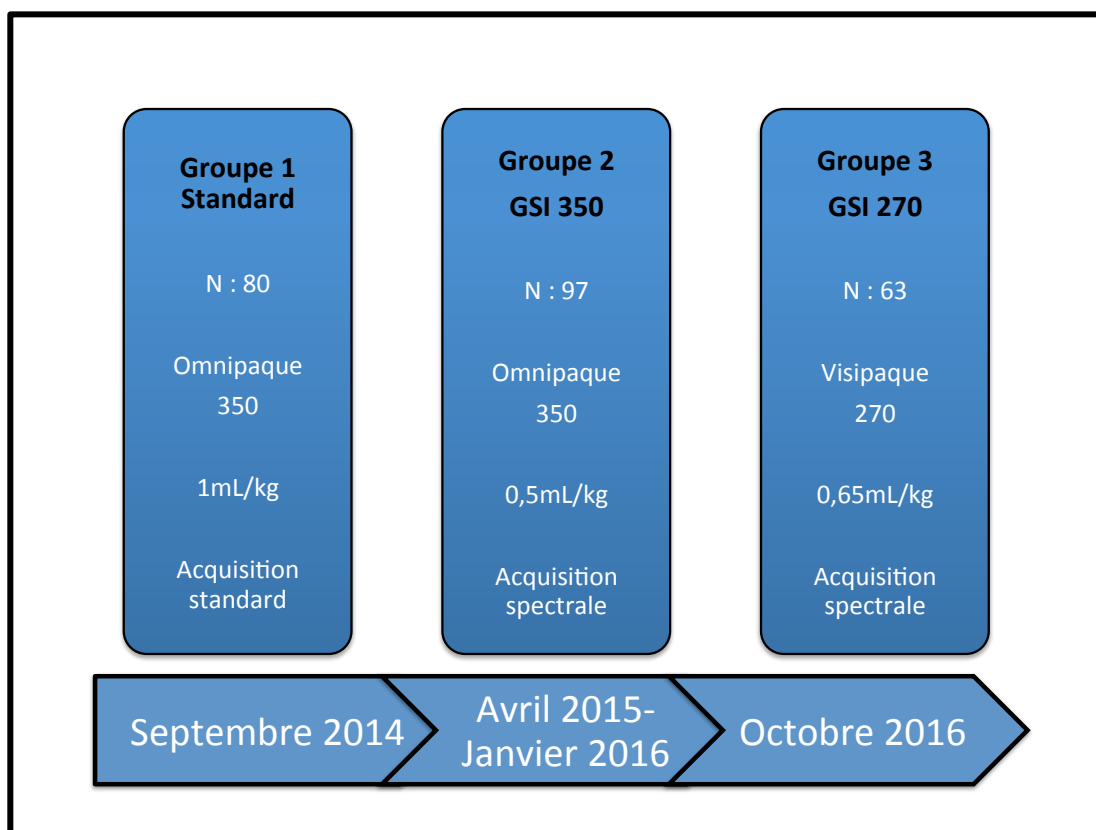 Groupe 1
Standard
N : 80
Omnipaque
350
1mL/kg
Acquisition
standard
Groupe 2
GSI 350
N : 97
Omnipaque
350
0,5mL/kg
Acquisition
spectrale
Groupe 3
GSI 270
N : 63
Visipaque
270
0,65mL/kg
Acquisition
spectrale
Septembre 2014
Avril 2015-
Janvier 2016
Octobre 2016